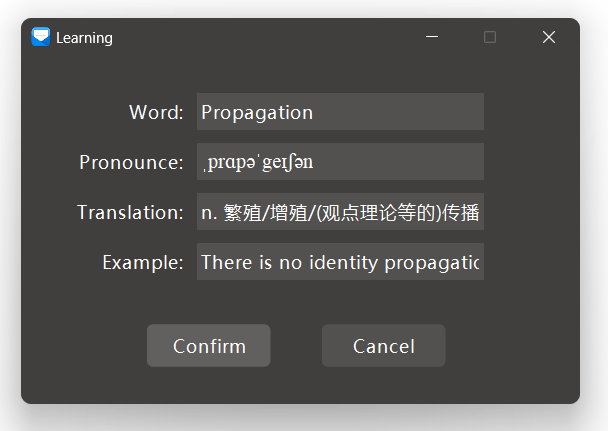 Learning
Word: Propagation
Pronounce: ˌprɑpəˈɡeɪʃən
Translation: n. 繁殖/增殖/(观点理论等的)传播
Example: There is no identity propagatio
Confirm Cancel